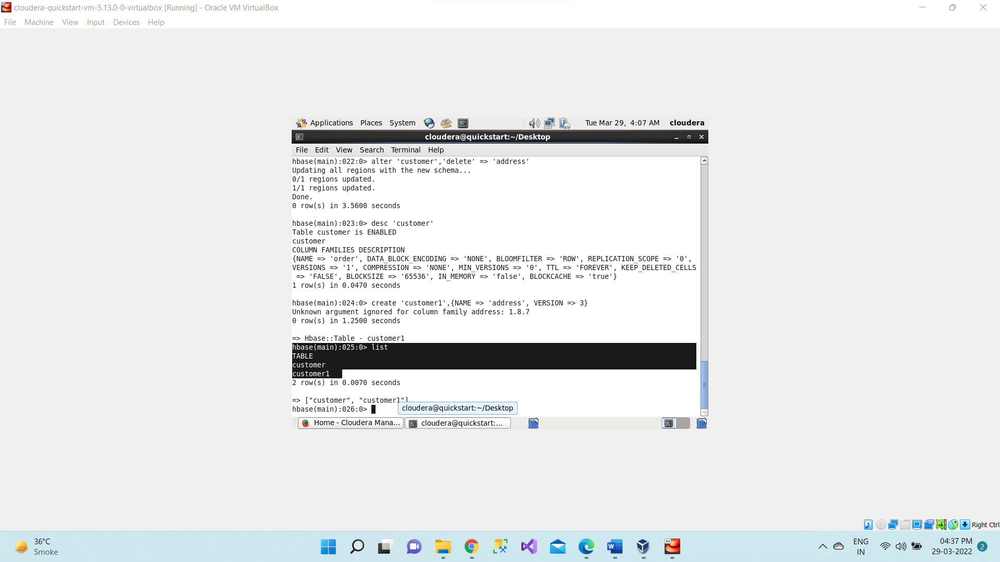 cloudera-quickstart-vm-5.13.0-0-virtualbox [Running] - Oracle VM VirtualBox
File Machine View Input Devices Help
Applications Places System Tue Mar 29, 4:07 AM cloudera
cloudera@quickstart:~/Desktop
File Edit View Search Terminal Help
hbase(main):022:0> alter 'customer','delete' => 'address'
Updating all regions with the new schema...
0/1 regions updated.
1/1 regions updated.
Done.
0 row(s) in 3.5600 seconds
hbase(main):023:0> desc 'customer'
Table customer is ENABLED
customer
COLUMN FAMILIES DESCRIPTION
{NAME => 'order', DATA_BLOCK_ENCODING => 'NONE', BLOOMFILTER => 'ROW', REPLICATION_SCOPE => '0',
VERSIONS => '1', COMPRESSION => 'NONE', MIN_VERSIONS => '0', TTL => 'FOREVER', KEEP_DELETED_CELLS
=> 'FALSE', BLOCKSIZE => '65536', IN_MEMORY => 'false', BLOCKCACHE => 'true'}
1 row(s) in 0.0470 seconds
hbase(main):024:0> create 'customer1',{NAME => 'address', VERSION => 3}
Unknown argument ignored for column family address: 1.8.7
0 row(s) in 1.2500 seconds
=> Hbase::Table - customer1
hbase(main):025:0> list
TABLE
customer
customer1
2 row(s) in 0.0070 seconds
=> ["customer", "customer1"]
hbase(main):026:0>
cloudera@quickstart:~/Desktop
Home - Cloudera Mana... cloudera@quickstart:...
Right Ctrl
36°C
Smoke
64
ENG
IN
04:37 PM
29-03-2022
2